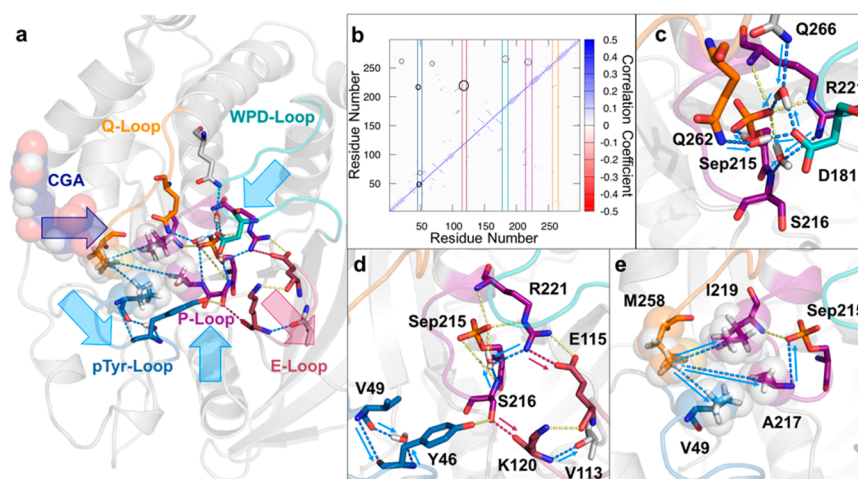 a
Q-Loop
WPD-Loop
CGA
P-Loop
pTyr-Loop
E-Loop
b
Residue Number
300
250
200
150
100
50
50 100 150 200 250
Residue Number
0.5
0.4
0.3
0.2
0.1
0
-0.1
-0.2
-0.3
-0.4
-0.5
Correlation Coefficient
c
Q266
R221
Q262
Sep215
D181
S216
d
R221
Sep215
E115
V49
S216
Y46
K120
V113
e
M258
I219
Sep215
V49
A217